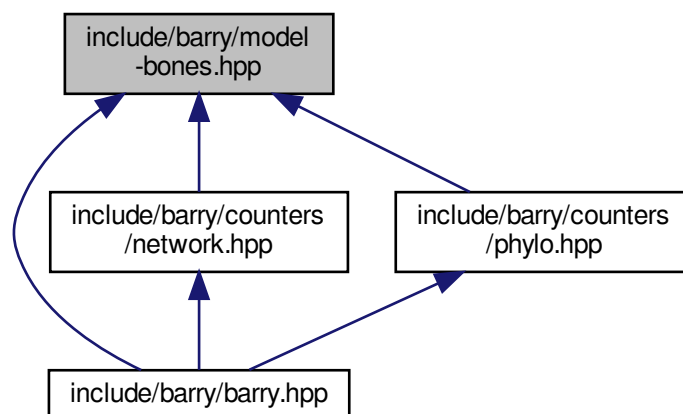 include/barry/model
-bones.hpp
include/barry/counters
/network.hpp
include/barry/counters
/phylo.hpp
include/barry/barry.hpp